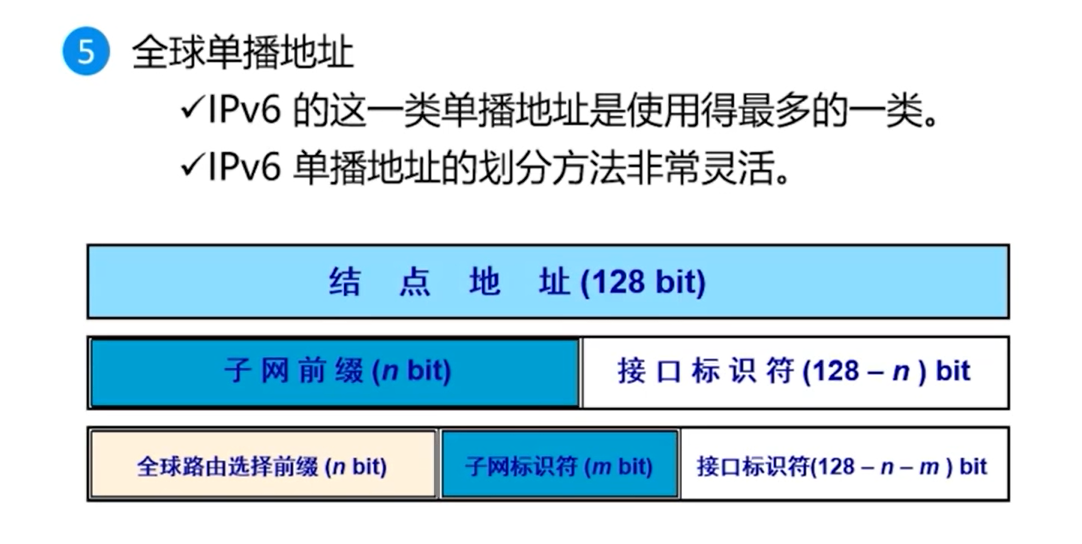 5 全球单播地址
✓IPv6 的这一类单播地址是使用得最多的一类。
✓IPv6 单播地址的划分方法非常灵活。
结 点 地 址 (128 bit)
子 网 前 缀 (n bit) 接 口 标 识 符 (128 – n ) bit
全球路由选择前缀 (n bit) 子网标识符 (m bit) 接口标识符(128 – n – m ) bit